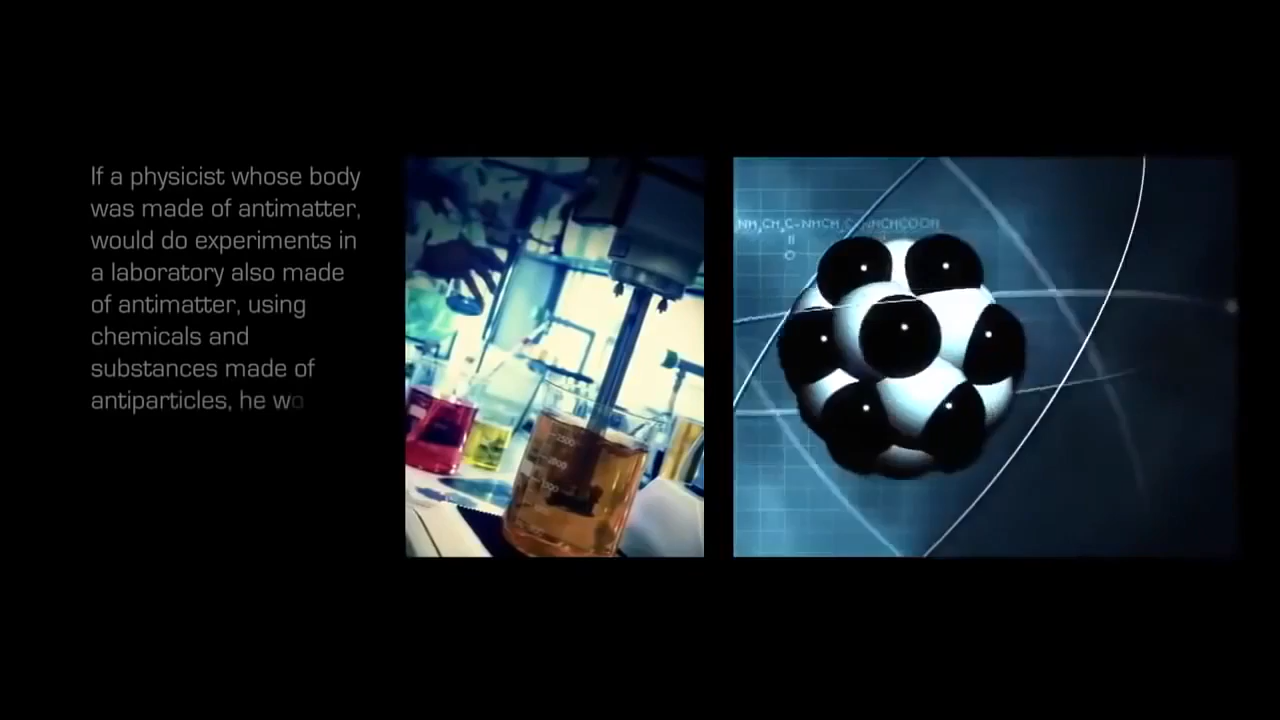 If a physicist whose body
was made of antimatter,
would do experiments in
a laboratory also made
of antimatter, using
chemicals and
substances made of
antiparticles, he wo